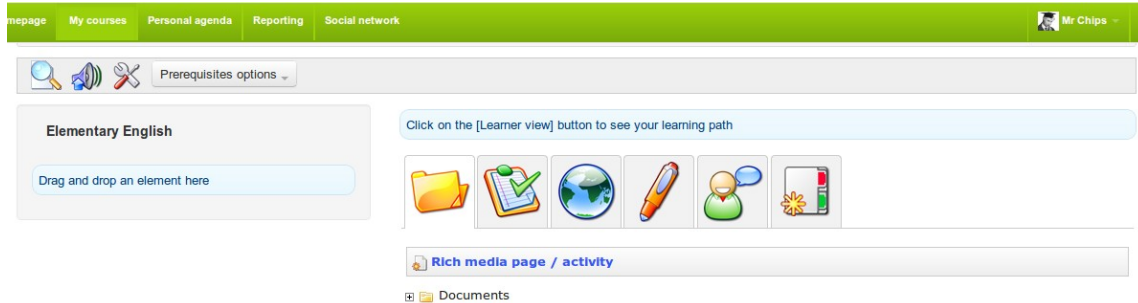 mepage My courses Personal agenda Reporting Social network Mr Chips
Prerequisites options
Elementary English
Click on the [Learner view] button to see your learning path
Drag and drop an element here
Rich media page / activity
Documents